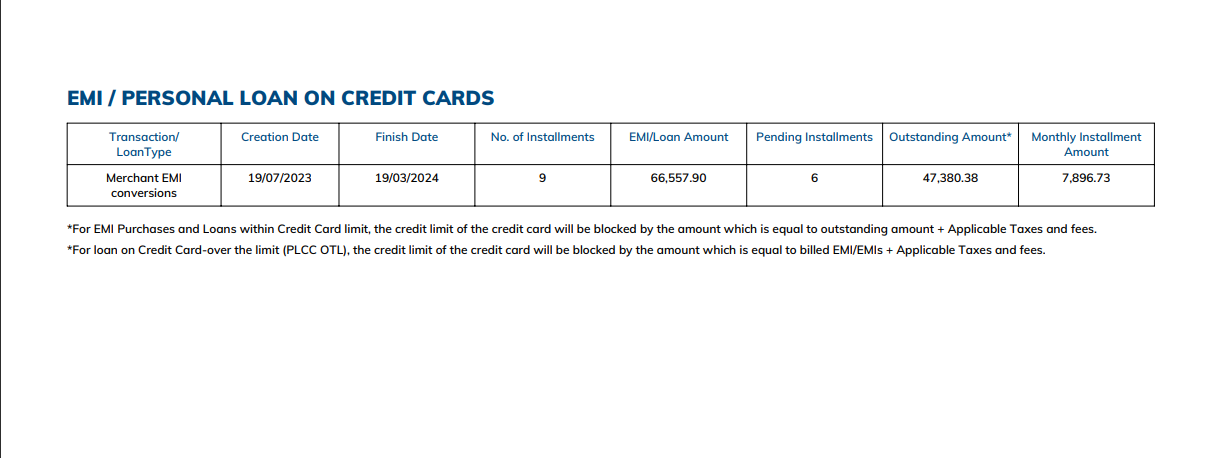 EMI / PERSONAL LOAN ON CREDIT CARDS
Transaction/ LoanType Creation Date Finish Date No. of Installments EMI/Loan Amount Pending Installments Outstanding Amount* Monthly Installment Amount
Merchant EMI conversions 19/07/2023 19/03/2024 9 66,557.90 6 47,380.38 7,896.73
*For EMI Purchases and Loans within Credit Card limit, the credit limit of the credit card will be blocked by the amount which is equal to outstanding amount + Applicable Taxes and fees.
*For loan on Credit Card-over the limit (PLCC OTL), the credit limit of the credit card will be blocked by the amount which is equal to billed EMI/EMIs + Applicable Taxes and fees.